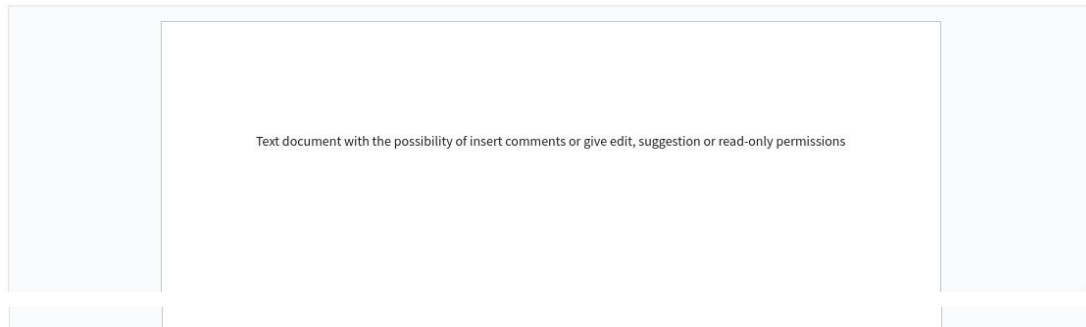 Text document with the possibility of insert comments or give edit, suggestion or read-only permissions